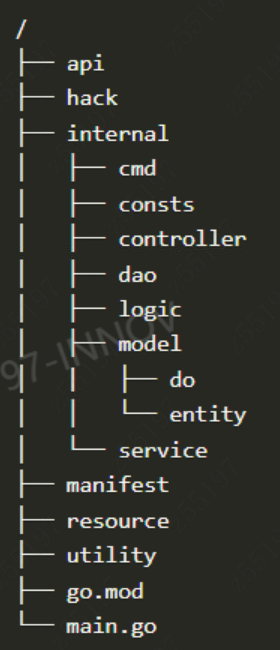 /
├── api
├── hack
├── internal
│   ├── cmd
│   ├── consts
│   ├── controller
│   ├── dao
│   ├── logic
│   ├── model
│   │   ├── do
│   │   └── entity
│   └── service
├── manifest
├── resource
├── utility
├── go.mod
└── main.go
97-INNOV